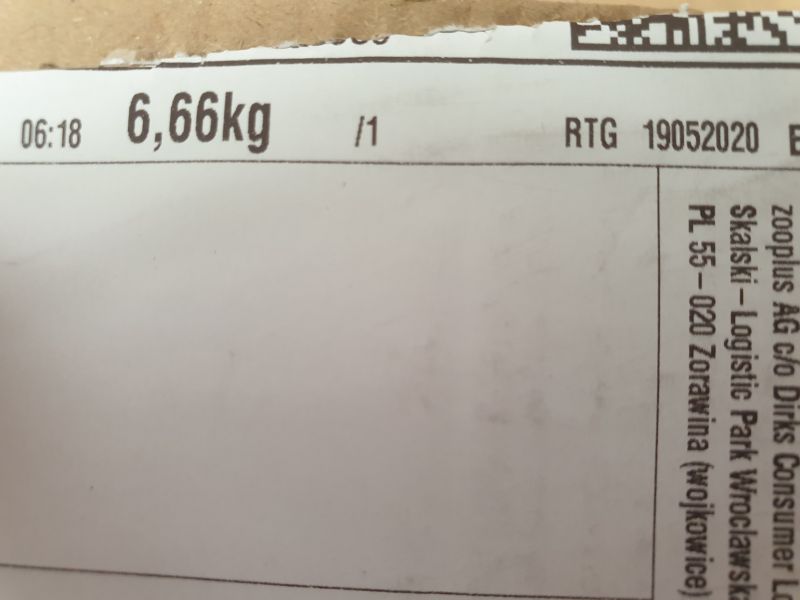 06:18 6,66kg /1 RTG 19052020
zooplus AG c/o Dirks Consumer
Skalski – Logistic Park
PL 55 – 020 Zorawina (wojkowice)